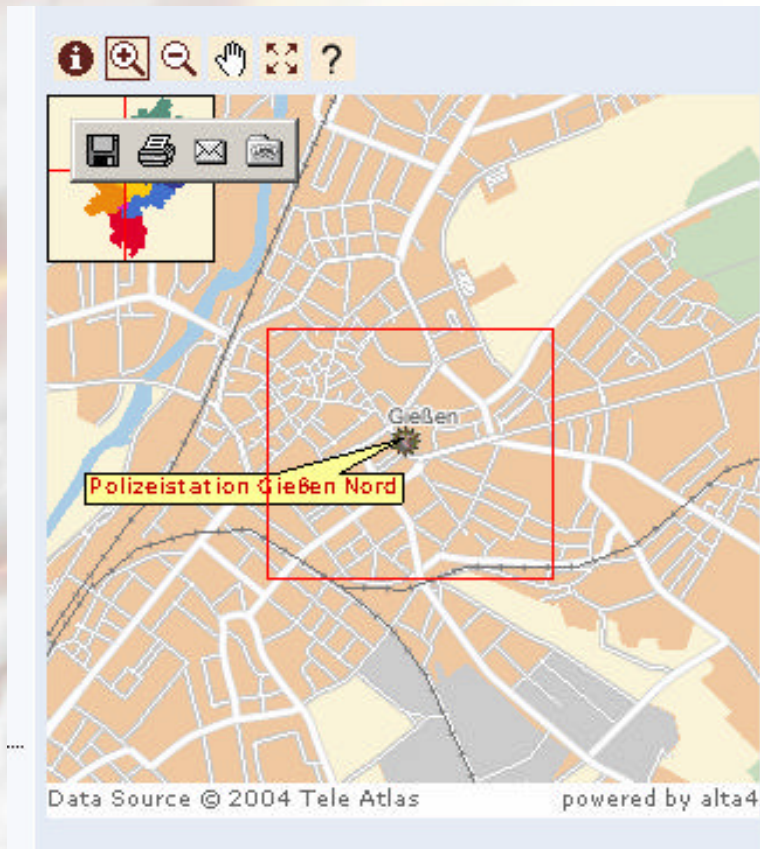 ?
Gießen
Polizeistation Gießen Nord
Data Source © 2004 Tele Atlas
powered by alta4